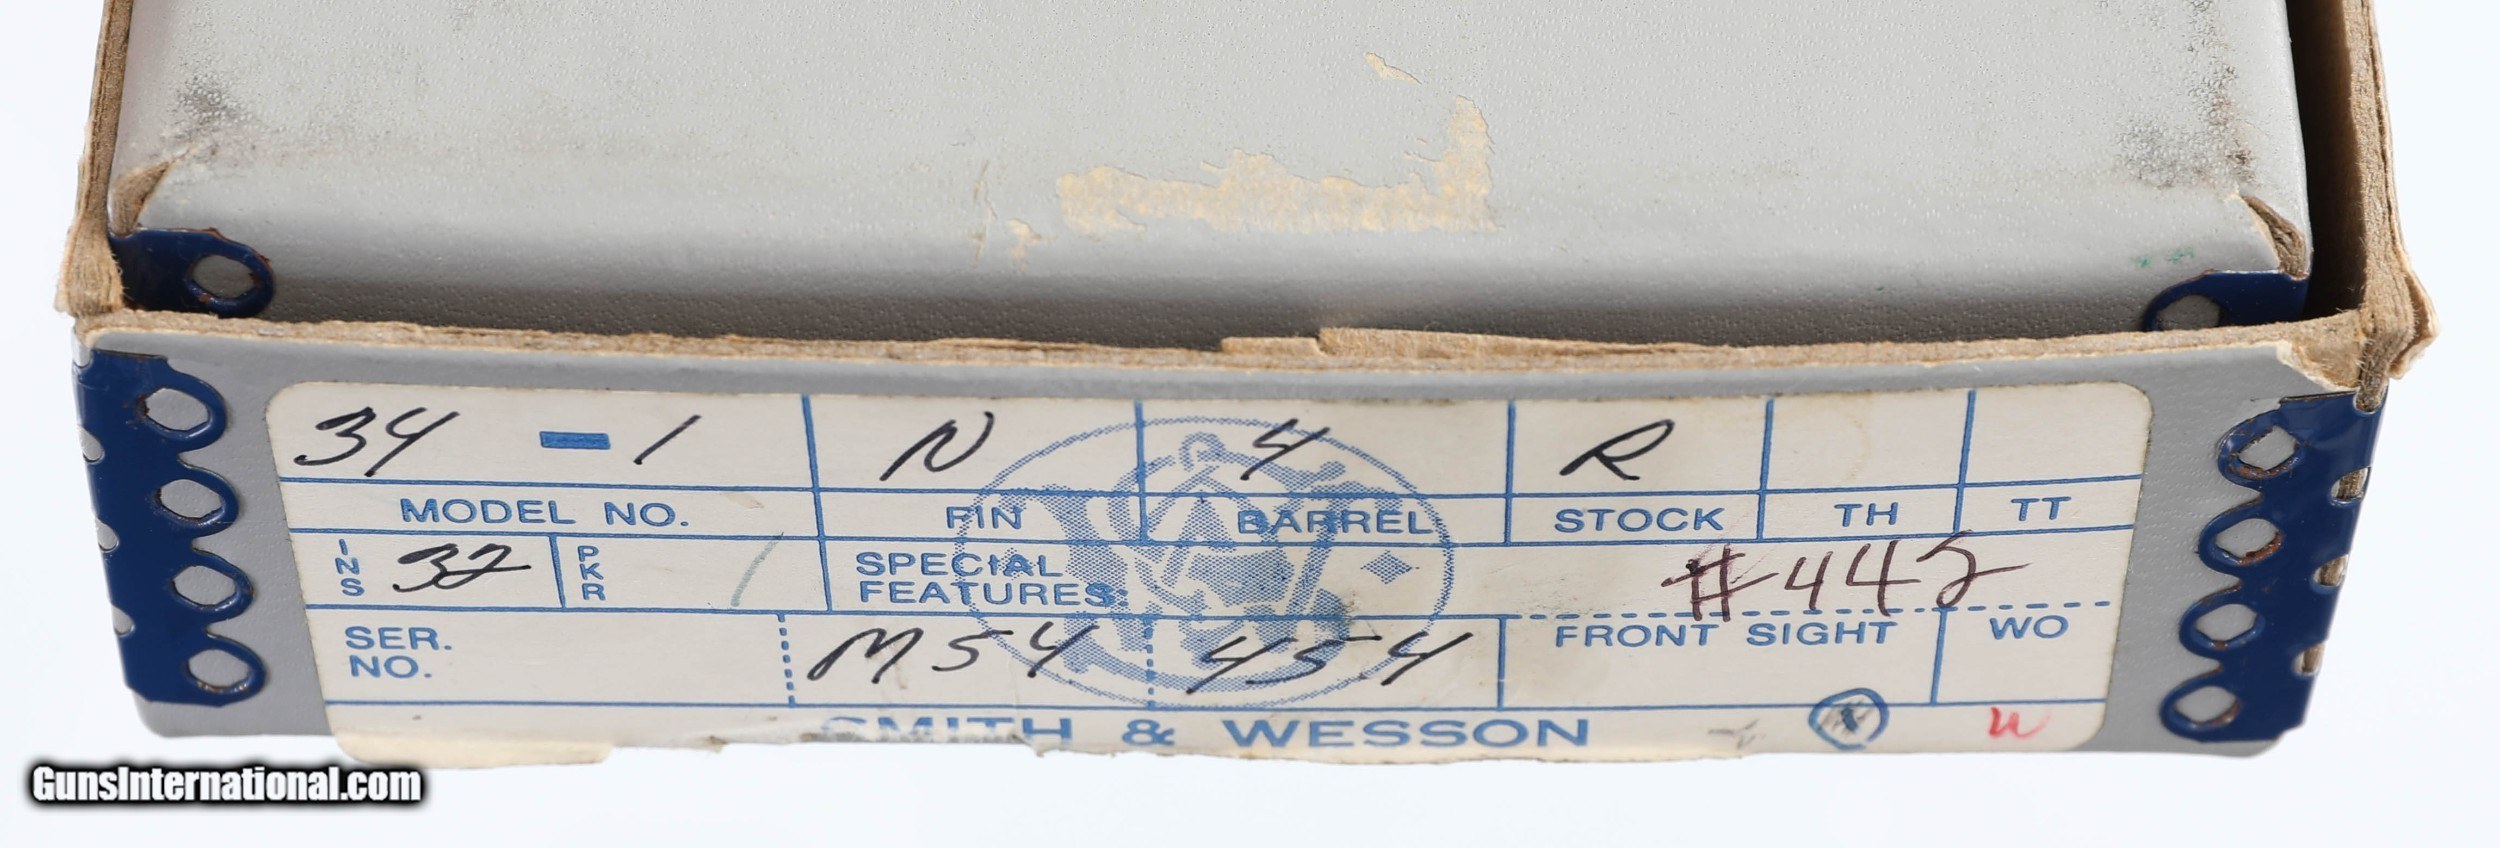 34 - 1 N 4 R
MODEL NO. FIN BARREL STOCK TH TT
INS 32 PKR / SPECIAL FEATURES: #442
SER. NO. M54 454 FRONT SIGHT WO
SMITH & WESSON W
GunsInternational.com